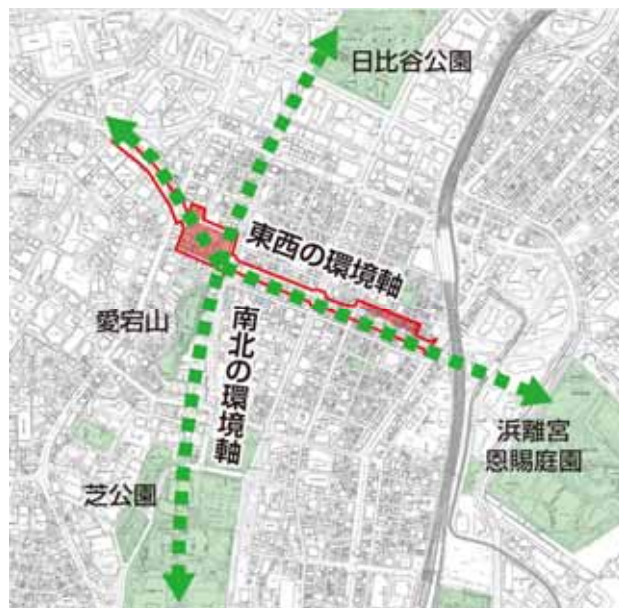 日比谷公園
東西の環境軸
愛宕山
南北の環境軸
浜離宮
恩賜庭園
芝公園